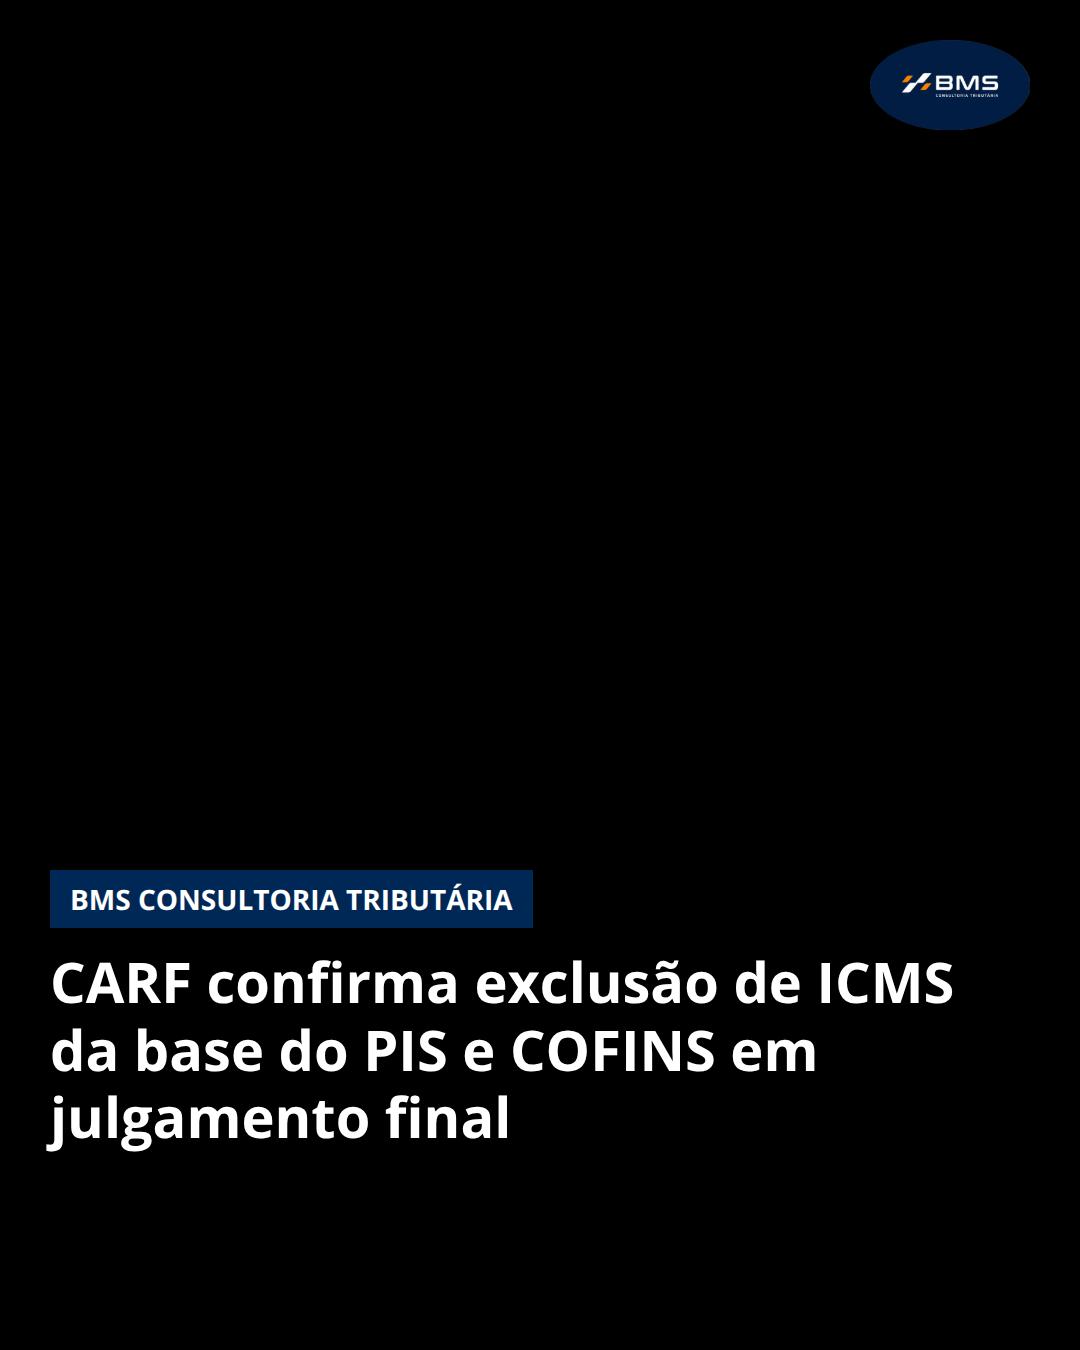 BMS
CONSULTORIA TRIBUTÁRIA
BMS CONSULTORIA TRIBUTÁRIA
CARF confirma exclusão de ICMS
da base do PIS e COFINS em
julgamento final